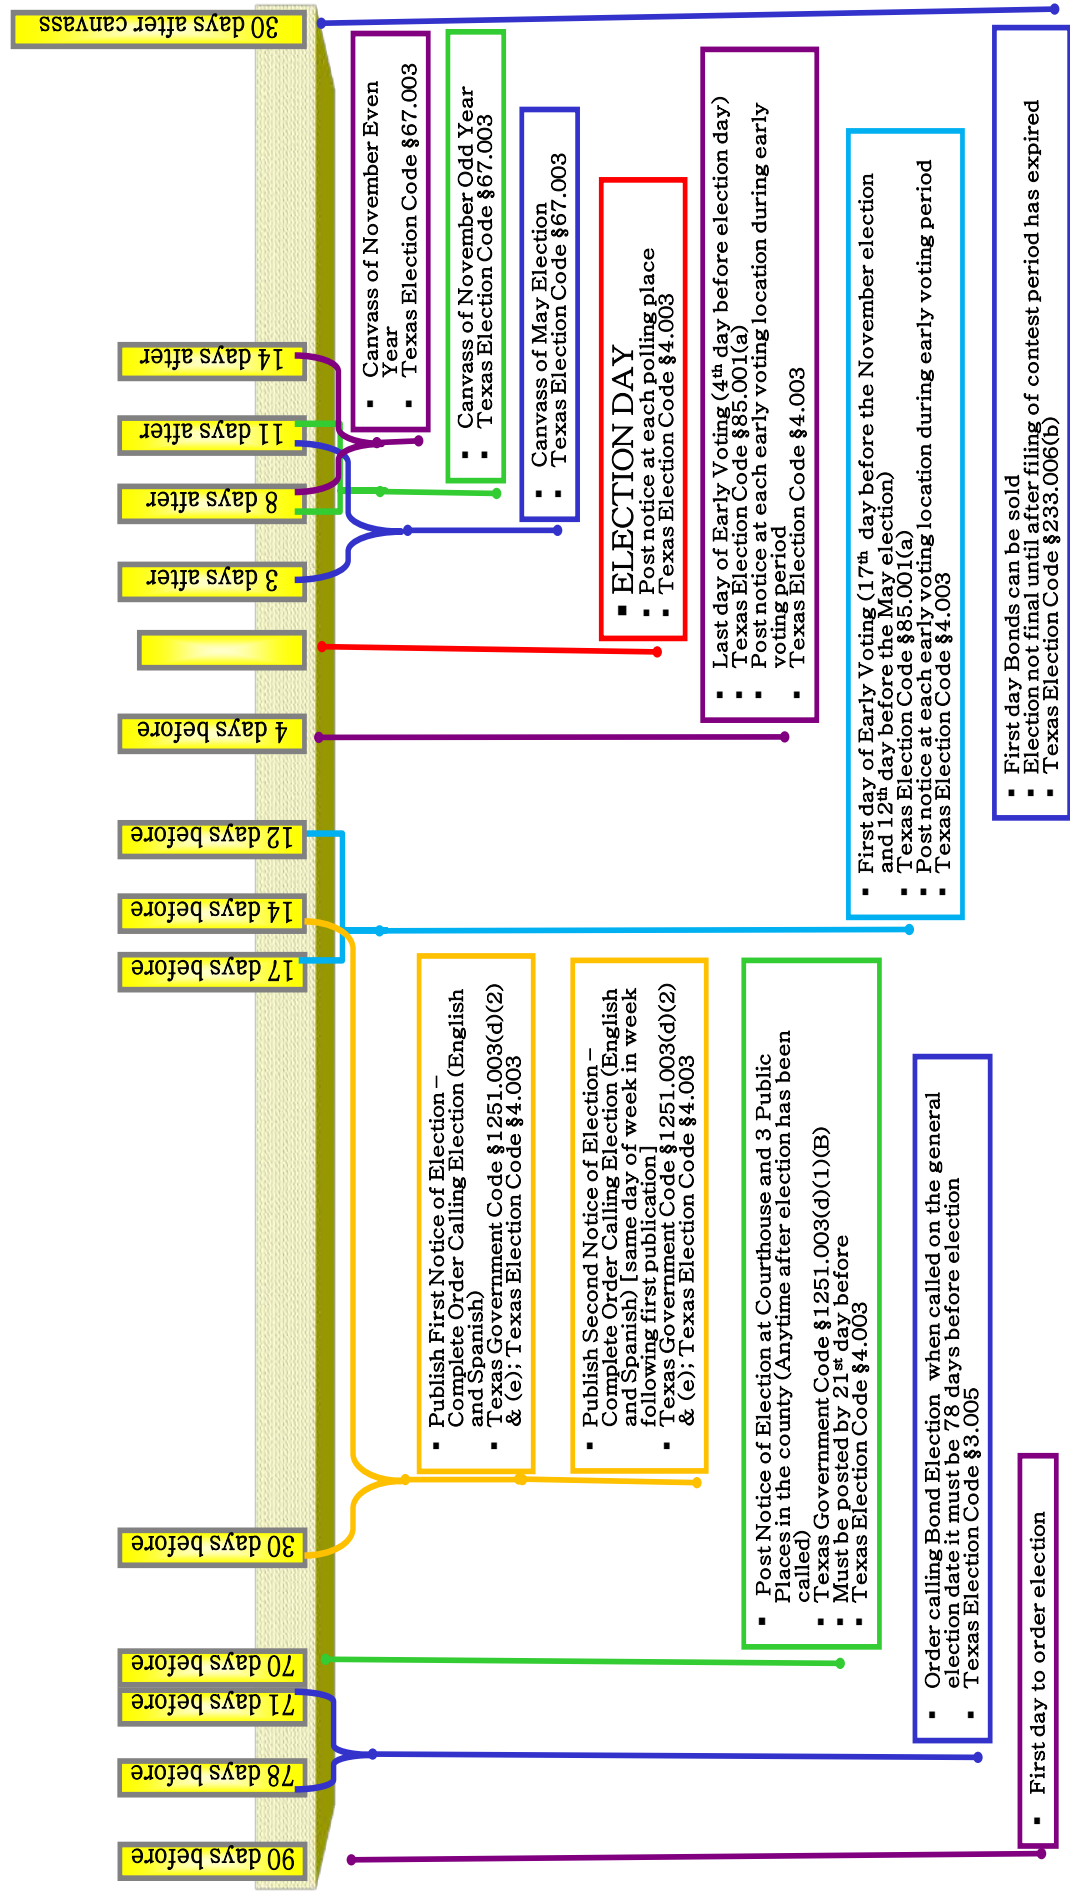 90 days before
78 days before
71 days before
70 days before
30 days before
17 days before
14 days before
12 days before
4 days before
3 days after
8 days after
11 days after
14 days after
30 days after canvass
▪ Canvass of November Even
Year
▪ Texas Election Code §67.003
▪ Canvass of November Odd Year
▪ Texas Election Code §67.003
▪ Canvass of May Election
▪ Texas Election Code §67.003
▪ ELECTION DAY
▪ Post notice at each polling place
▪ Texas Election Code §4.003
▪ Last day of Early Voting (4th day before election day)
▪ Texas Election Code §85.001(a)
▪ Post notice at each early voting location during early
voting period
▪ Texas Election Code §4.003
▪ First day of Early Voting (17th day before the November election
and 12th day before the May election)
▪ Texas Election Code §85.001(a)
▪ Post notice at each early voting location during early voting period
▪ Texas Election Code §4.003
▪ First day Bonds can be sold
▪ Election not final until after filing of contest period has expired
▪ Texas Election Code §233.006(b)
▪ Publish First Notice of Election –
Complete Order Calling Election (English
and Spanish)
▪ Texas Government Code §1251.003(d)(2)
& (e); Texas Election Code §4.003
▪ Publish Second Notice of Election –
Complete Order Calling Election (English
and Spanish) [same day of week in week
following first publication]
▪ Texas Government Code §1251.003(d)(2)
& (e); Texas Election Code §4.003
▪ Post Notice of Election at Courthouse and 3 Public
Places in the county (Anytime after election has been
called)
▪ Texas Government Code §1251.003(d)(1)(B)
▪ Must be posted by 21st day before
▪ Texas Election Code §4.003
▪ Order calling Bond Election when called on the general
election date it must be 78 days before election
▪ Texas Election Code §3.005
▪ First day to order election